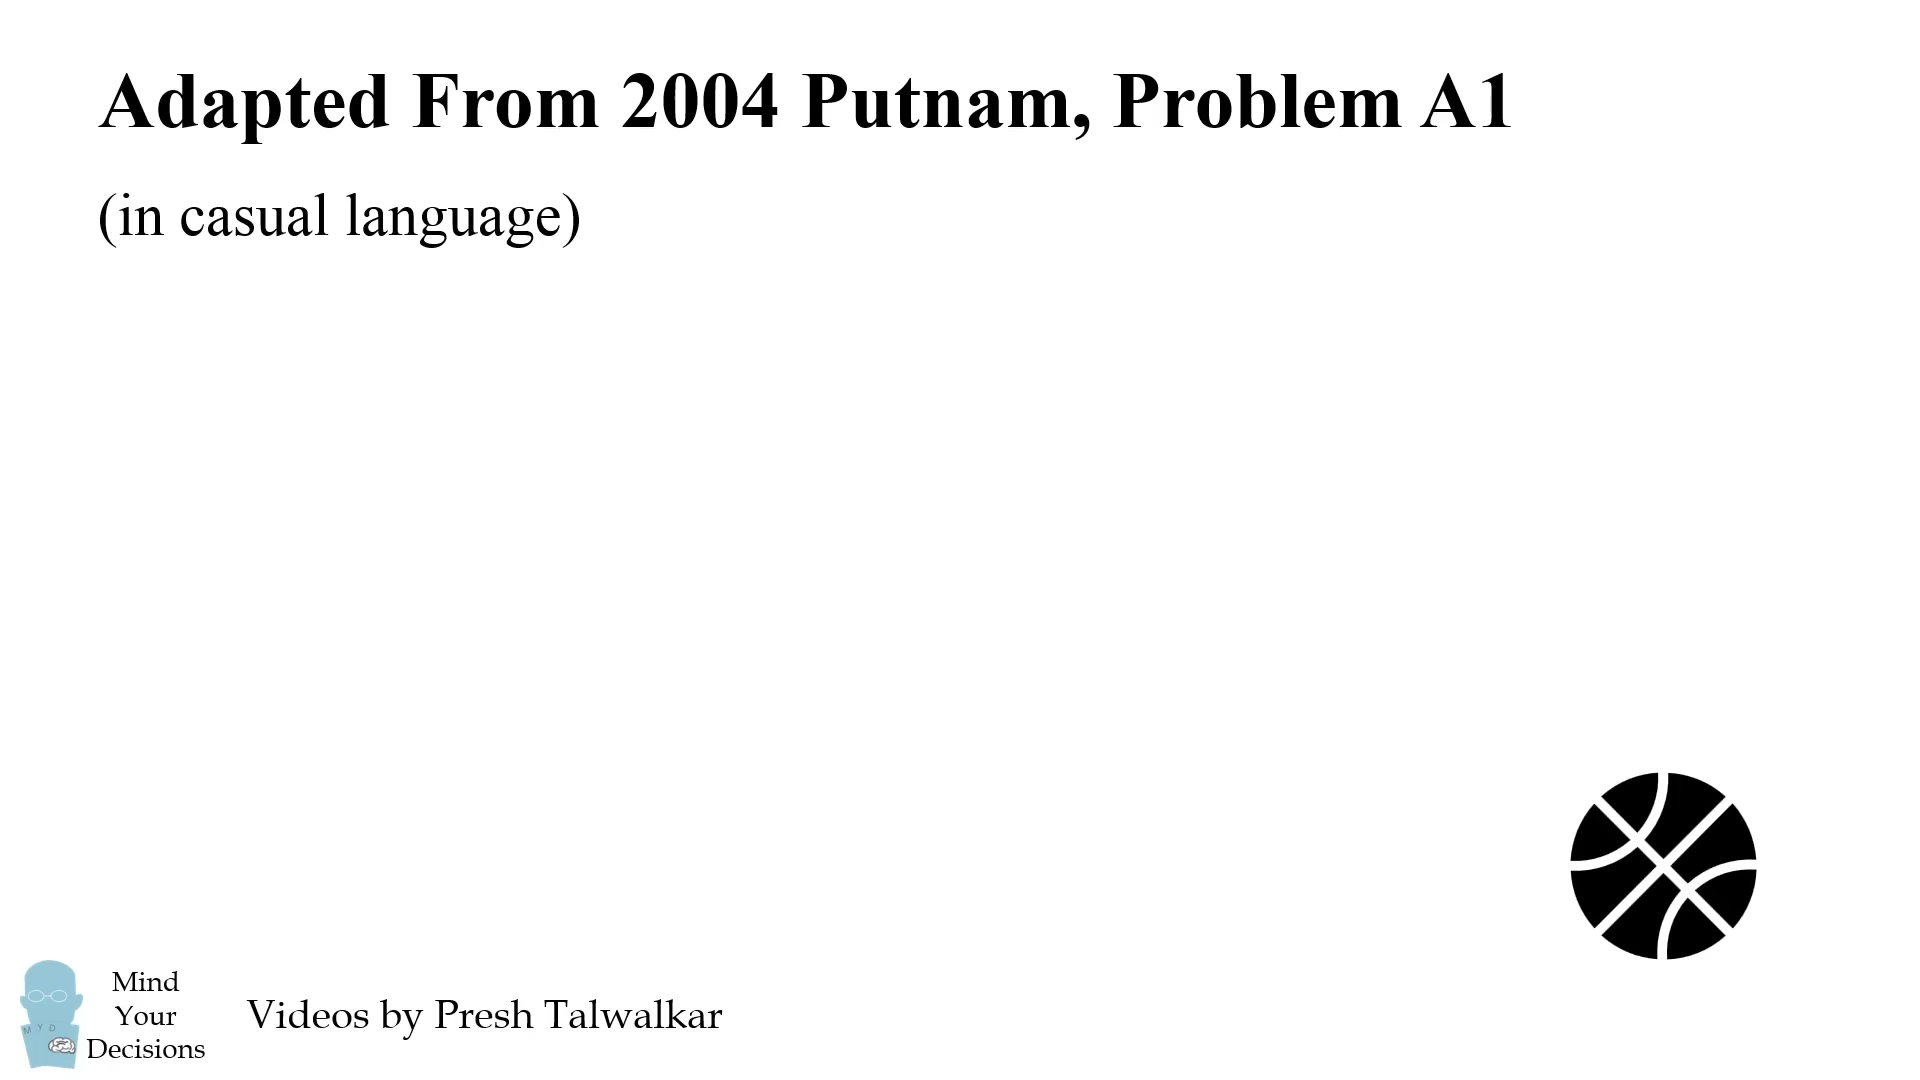 Adapted From 2004 Putnam, Problem A1
(in casual language)
Mind
Your
Decisions
M Y D
Videos by Presh Talwalkar